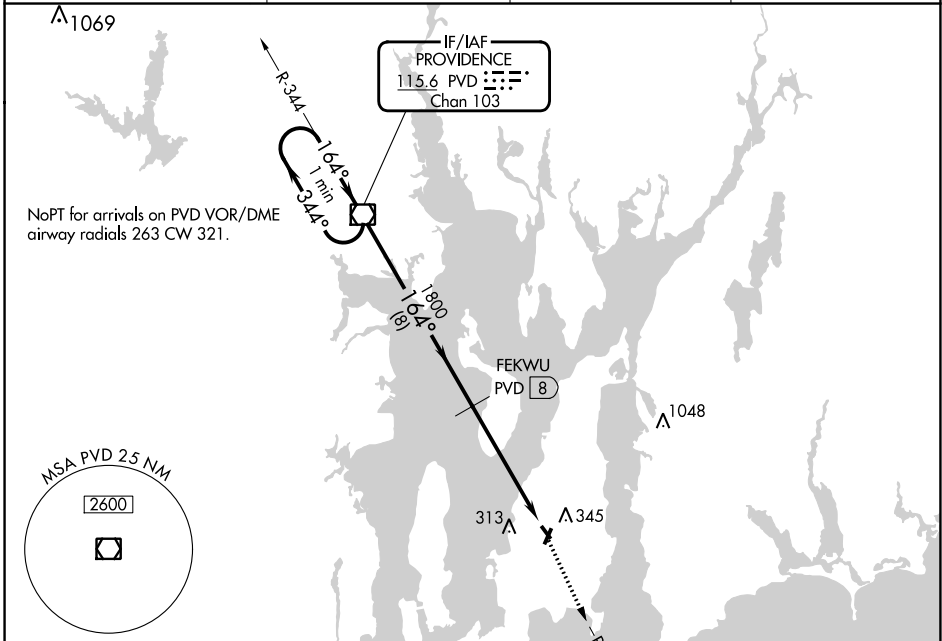 1069
IF/IAF
PROVIDENCE
115.6 PVD
Chan 103
R-344
164°
1 min
344°
NoPT for arrivals on PVD VOR/DME
airway radials 263 CW 321.
1800
164°
(8)
FEKWU
PVD 8
1048
MSA PVD 25 NM
2600
313
345